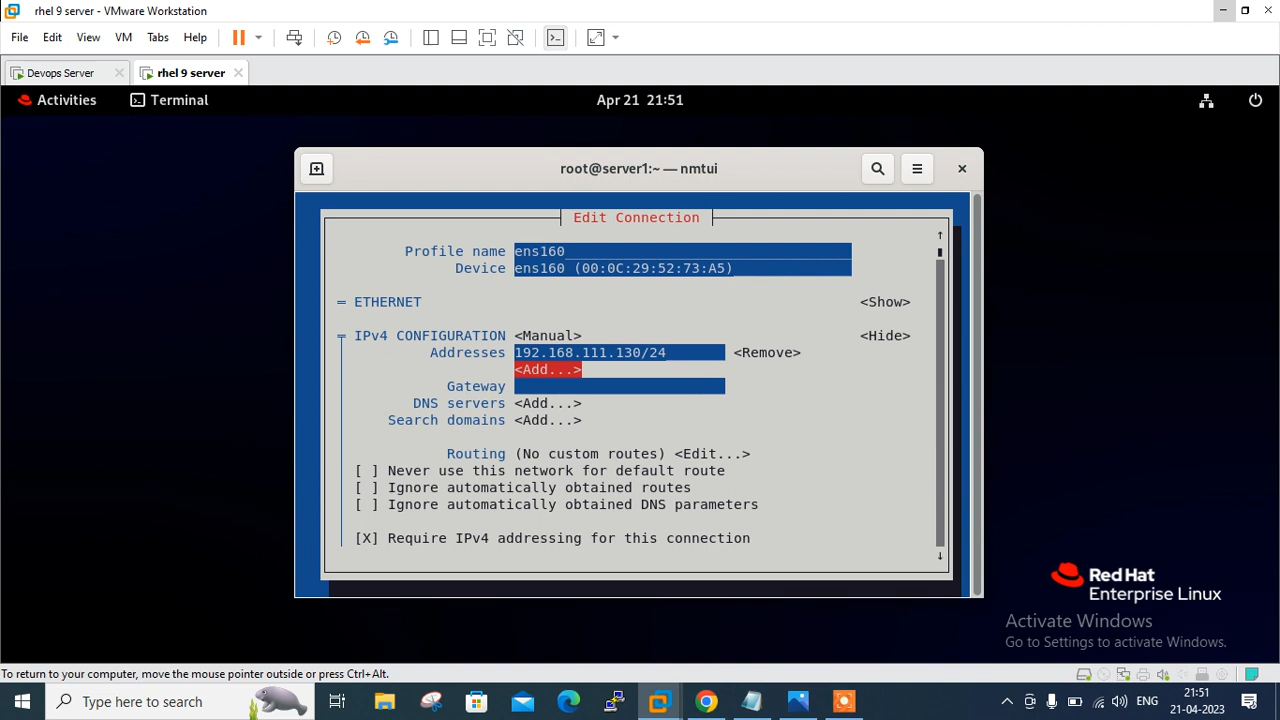 rhel 9 server - VMware Workstation
File Edit View VM Tabs Help
Devops Server rhel 9 server
Activities Terminal Apr 21 21:51
root@server1:~ — nmtui
Edit Connection
Profile name ens160
Device ens160 (00:0C:29:52:73:A5)
= ETHERNET <Show>
IPv4 CONFIGURATION <Manual> <Hide>
Addresses 192.168.111.130/24 <Remove>
<Add...>
Gateway
DNS servers <Add...>
Search domains <Add...>
Routing (No custom routes) <Edit...>
[ ] Never use this network for default route
[ ] Ignore automatically obtained routes
[ ] Ignore automatically obtained DNS parameters
[X] Require IPv4 addressing for this connection
Red Hat
Enterprise Linux
Activate Windows
Go to Settings to activate Windows.
To return to your computer, move the mouse pointer outside or press Ctrl+Alt.
Type here to search
ENG
21:51
21-04-2023